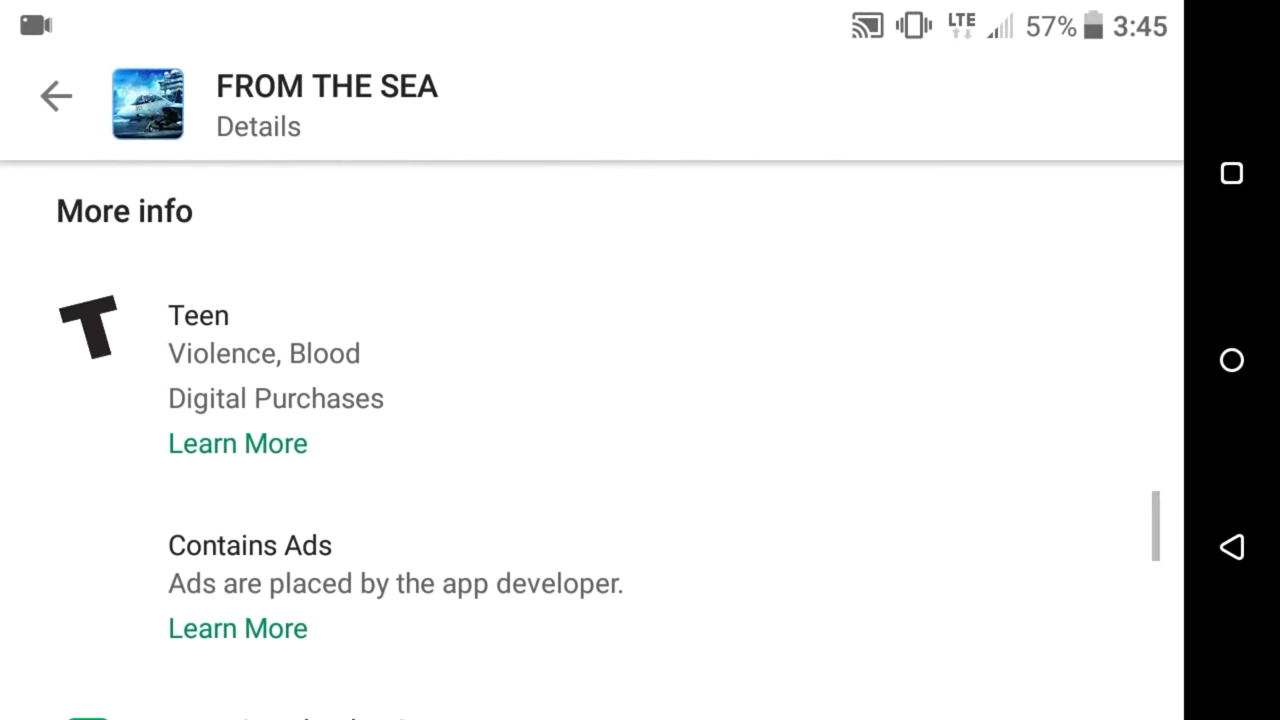 LTE 57% 3:45
FROM THE SEA
Details
More info
T
Teen
Violence, Blood
Digital Purchases
Learn More
Contains Ads
Ads are placed by the app developer.
Learn More